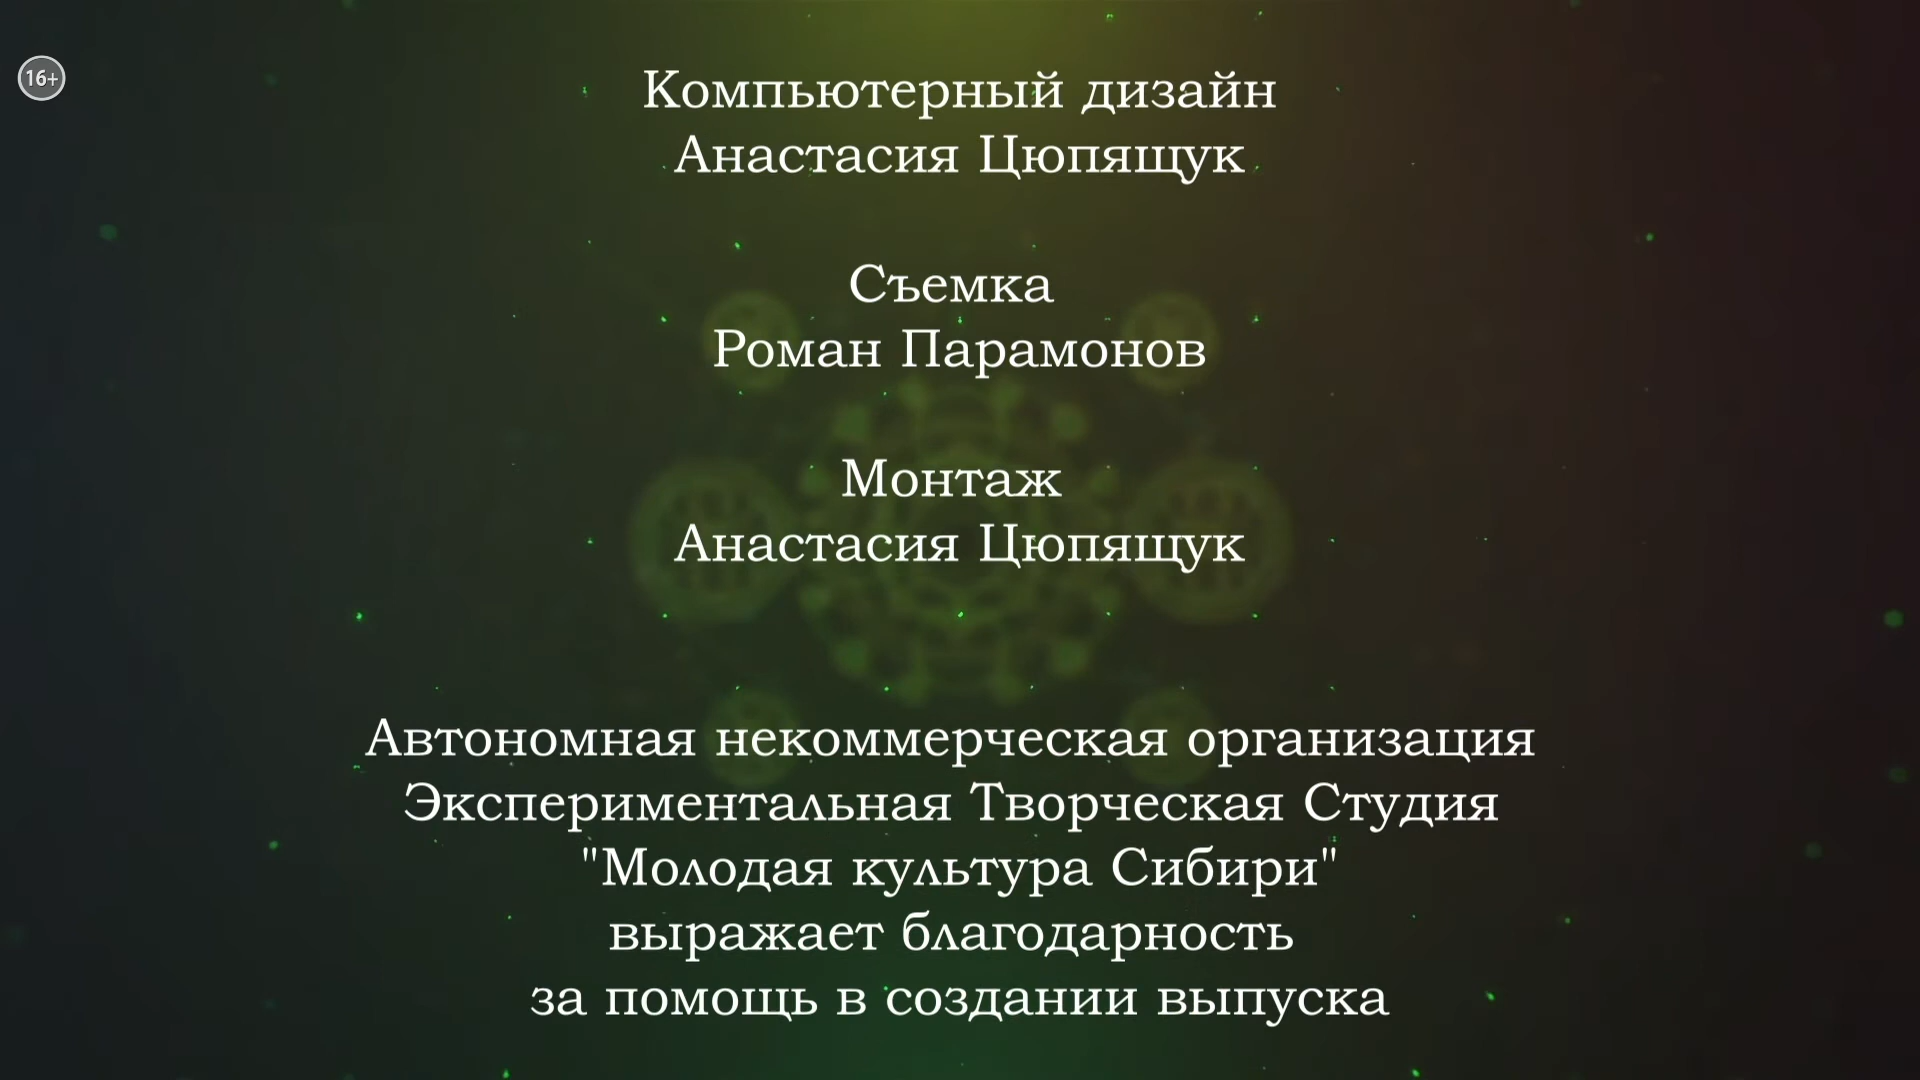 16+
Компьютерный дизайн
Анастасия Цюпящук
Съемка
Роман Парамонов
Монтаж
Анастасия Цюпящук
Автономная некоммерческая организация
Экспериментальная Творческая Студия
"Молодая культура Сибири"
выражает благодарность
за помощь в создании выпуска